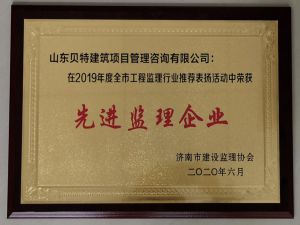 山东贝特建筑项目管理咨询有限公司：
在2019年度全市工程监理行业推荐表扬活动中荣获
先进监理企业
济南市建设监理协会
二〇二〇年六月